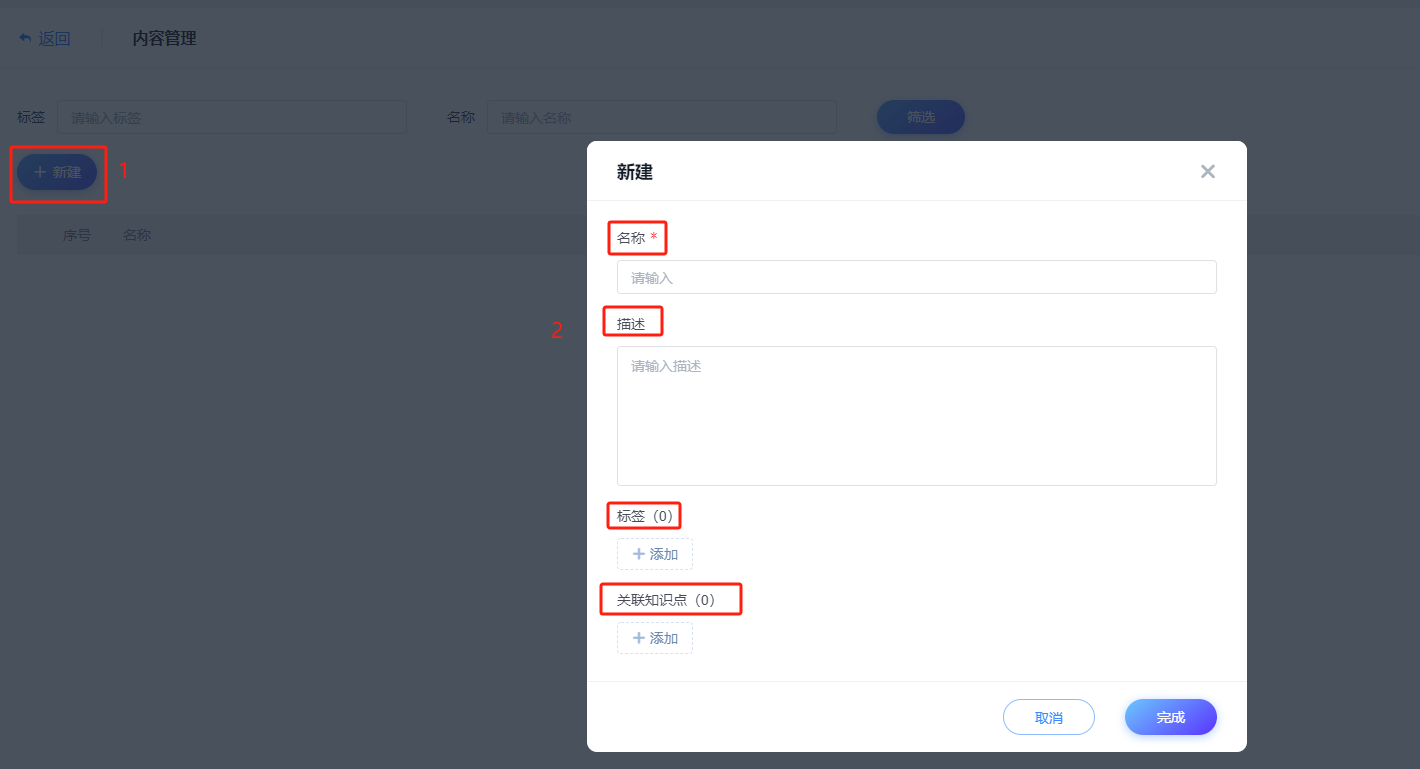 返回 内容管理
标签 请输入标签 名称 请输入名称 筛选
+ 新建 1
序号 名称
新建
名称 *
请输入
描述
2
请输入描述
标签（0）
+ 添加
关联知识点（0）
+ 添加
取消 完成